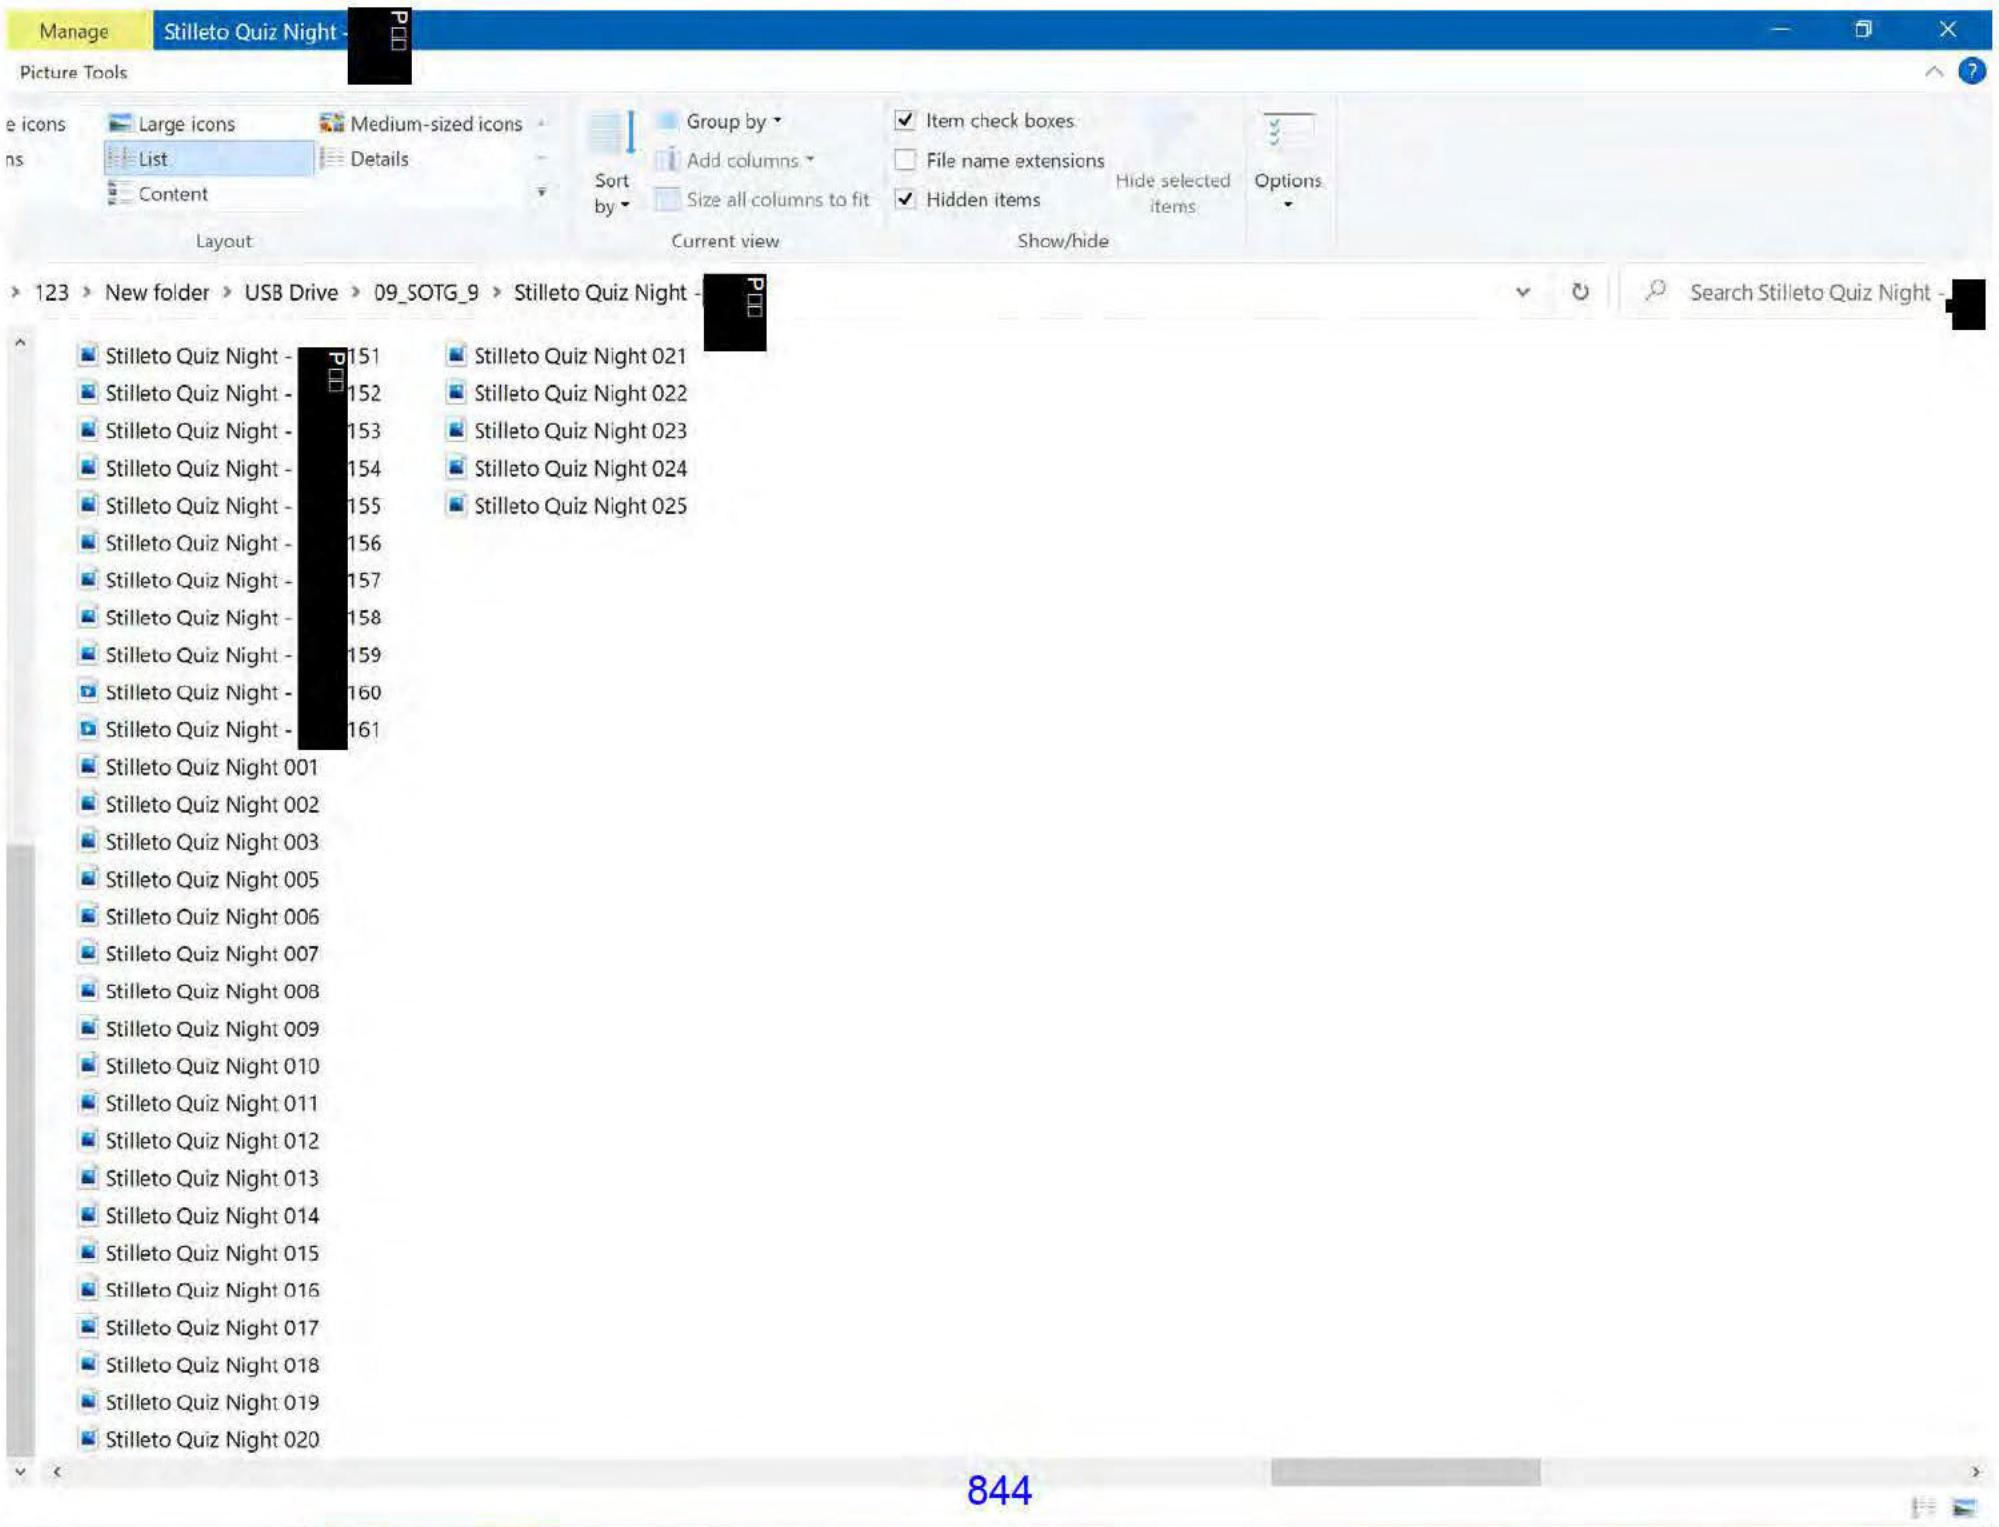 Manage Stilleto Quiz Night - P
Picture Tools
e icons Large icons Medium-sized icons
ns List Details
Content
Layout
Sort by
Group by
Add columns
Size all columns to fit
Current view
Item check boxes
File name extensions
Hidden items
Hide selected items
Show/hide
Options
123 > New folder > USB Drive > 09_SOTG_9 > Stilleto Quiz Night - P
Search Stilleto Quiz Night -
Stilleto Quiz Night - P 151
Stilleto Quiz Night - 152
Stilleto Quiz Night - 153
Stilleto Quiz Night - 154
Stilleto Quiz Night - 155
Stilleto Quiz Night - 156
Stilleto Quiz Night - 157
Stilleto Quiz Night - 158
Stilleto Quiz Night - 159
Stilleto Quiz Night - 160
Stilleto Quiz Night - 161
Stilleto Quiz Night 001
Stilleto Quiz Night 002
Stilleto Quiz Night 003
Stilleto Quiz Night 005
Stilleto Quiz Night 006
Stilleto Quiz Night 007
Stilleto Quiz Night 008
Stilleto Quiz Night 009
Stilleto Quiz Night 010
Stilleto Quiz Night 011
Stilleto Quiz Night 012
Stilleto Quiz Night 013
Stilleto Quiz Night 014
Stilleto Quiz Night 015
Stilleto Quiz Night 016
Stilleto Quiz Night 017
Stilleto Quiz Night 018
Stilleto Quiz Night 019
Stilleto Quiz Night 020
Stilleto Quiz Night 021
Stilleto Quiz Night 022
Stilleto Quiz Night 023
Stilleto Quiz Night 024
Stilleto Quiz Night 025
844